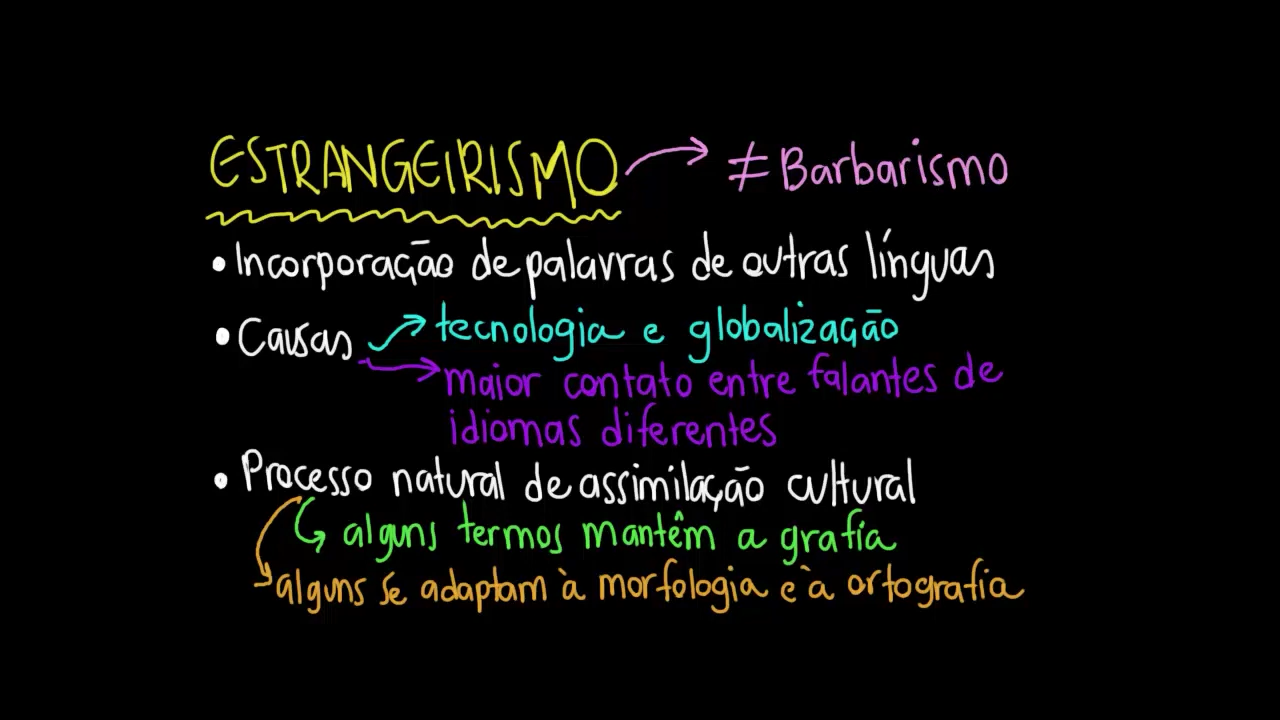 ESTRANGEIRISMO → ≠ Barbarismo
• Incorporação de palavras de outras línguas
• Causas → tecnologia e globalização
→ maior contato entre falantes de
idiomas diferentes
• Processo natural de assimilação cultural
↳ alguns termos mantêm a grafia
↳ alguns se adaptam à morfologia e à ortografia